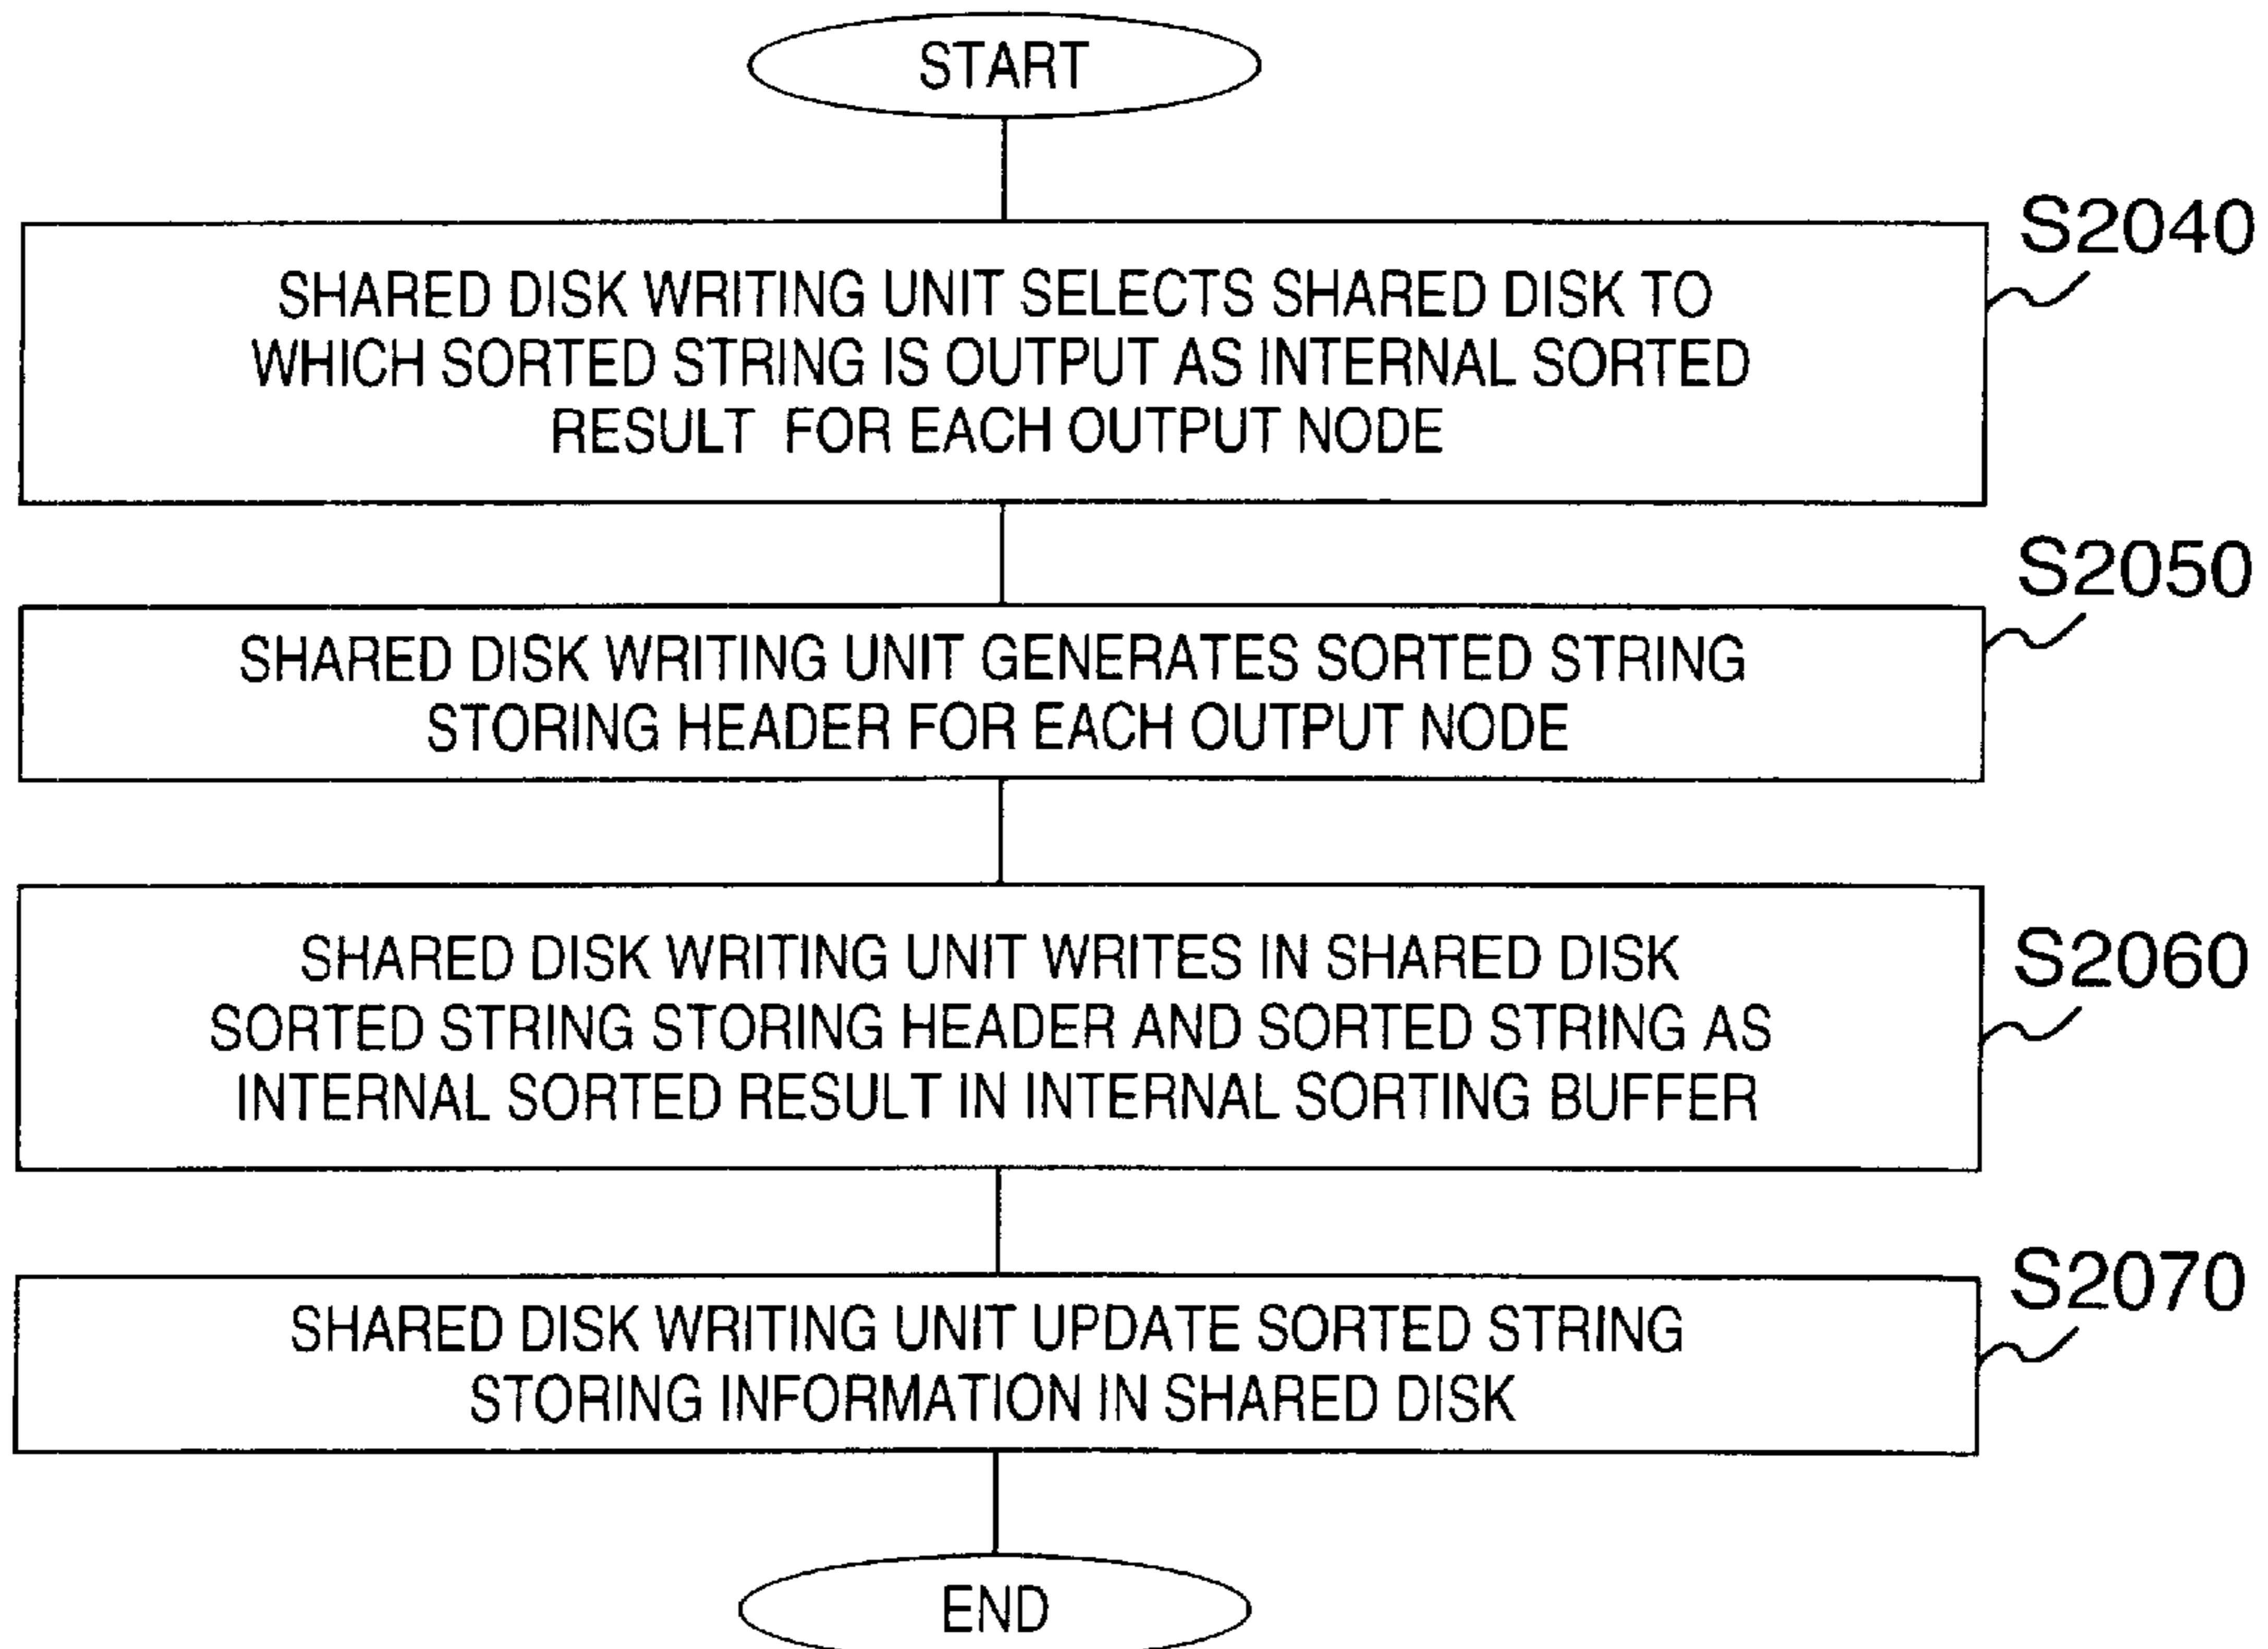 START
S2040
SHARED DISK WRITING UNIT SELECTS SHARED DISK TO
WHICH SORTED STRING IS OUTPUT AS INTERNAL SORTED
RESULT FOR EACH OUTPUT NODE
S2050
SHARED DISK WRITING UNIT GENERATES SORTED STRING
STORING HEADER FOR EACH OUTPUT NODE
S2060
SHARED DISK WRITING UNIT WRITES IN SHARED DISK
SORTED STRING STORING HEADER AND SORTED STRING AS
INTERNAL SORTED RESULT IN INTERNAL SORTING BUFFER
S2070
SHARED DISK WRITING UNIT UPDATE SORTED STRING
STORING INFORMATION IN SHARED DISK
END